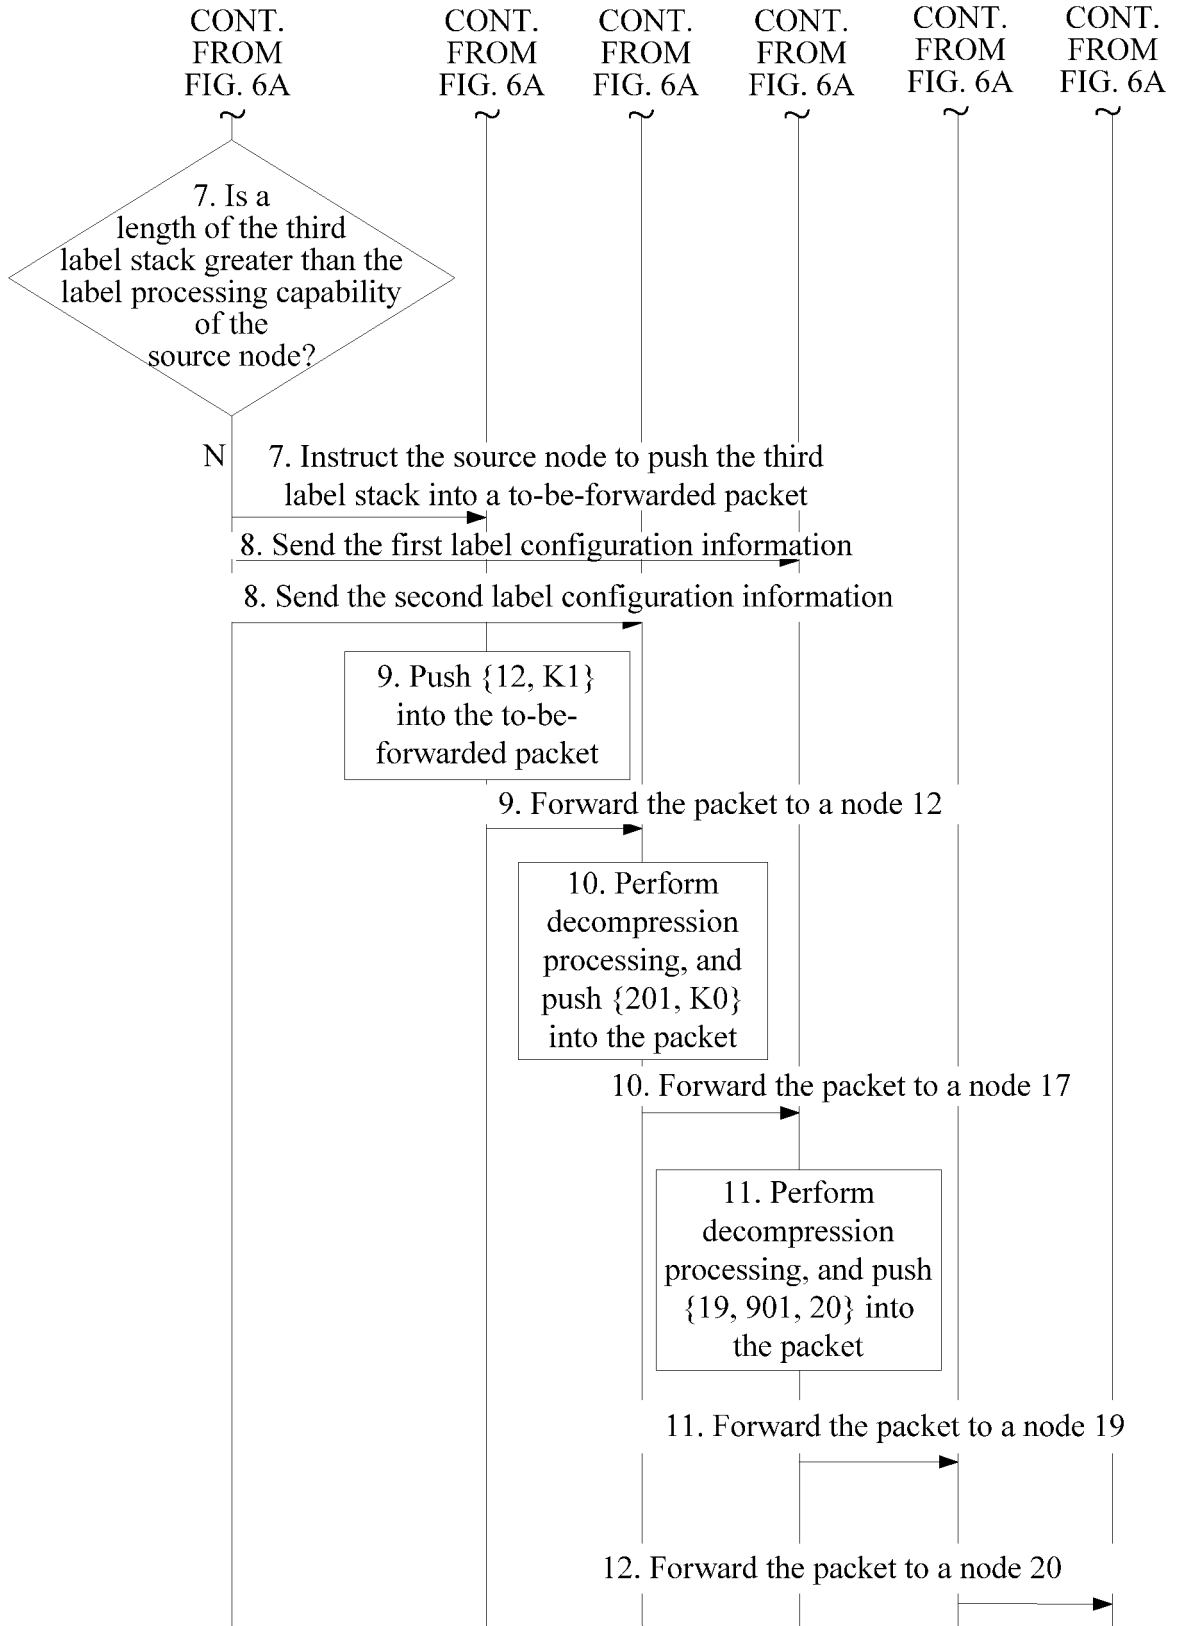 CONT.
FROM
FIG. 6A
CONT.
FROM
FIG. 6A
CONT.
FROM
FIG. 6A
CONT.
FROM
FIG. 6A
CONT.
FROM
FIG. 6A
CONT.
FROM
FIG. 6A
7. Is a
length of the third
label stack greater than the
label processing capability
of the
source node?
N
7. Instruct the source node to push the third
label stack into a to-be-forwarded packet
8. Send the first label configuration information
8. Send the second label configuration information
9. Push {12, K1}
into the to-be-
forwarded packet
9. Forward the packet to a node 12
10. Perform
decompression
processing, and
push {201, K0}
into the packet
10. Forward the packet to a node 17
11. Perform
decompression
processing, and push
{19, 901, 20} into
the packet
11. Forward the packet to a node 19
12. Forward the packet to a node 20